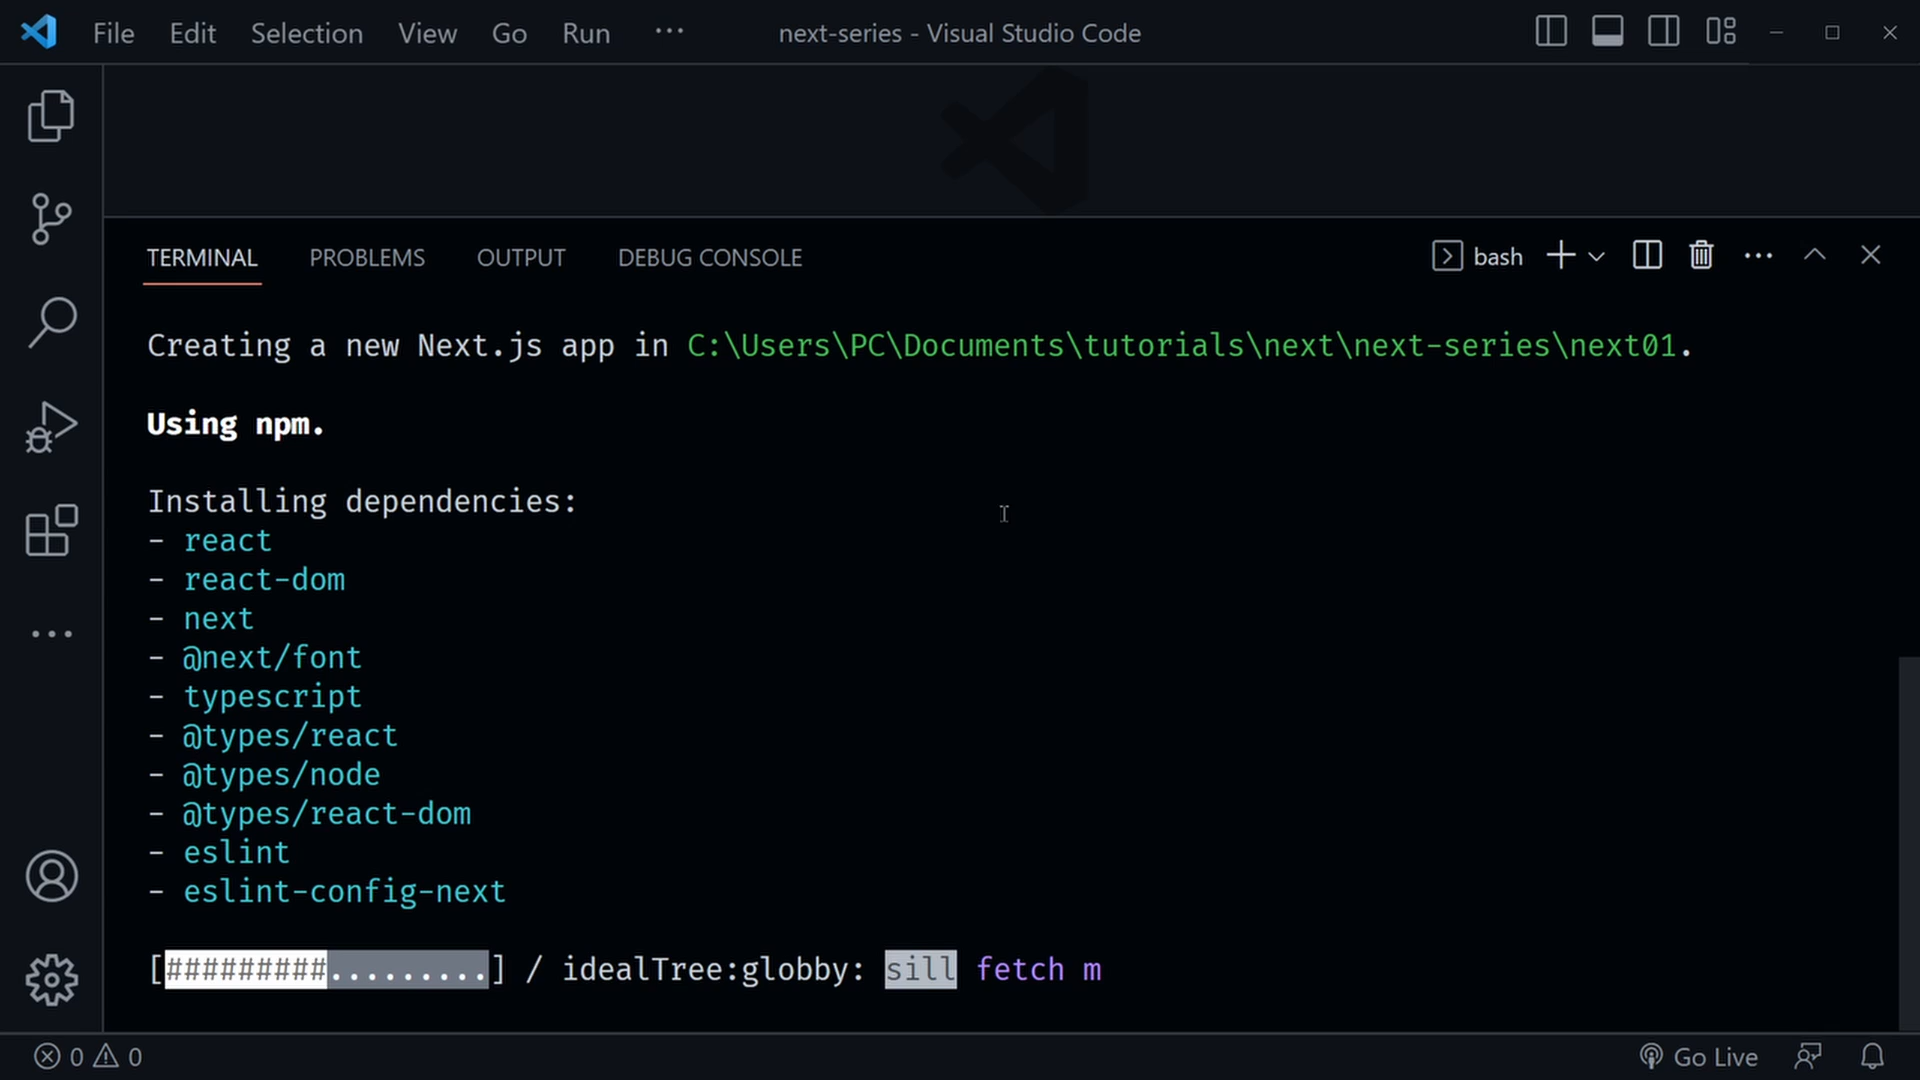 File Edit Selection View Go Run ··· next-series - Visual Studio Code
TERMINAL PROBLEMS OUTPUT DEBUG CONSOLE bash
Creating a new Next.js app in C:\Users\PC\Documents\tutorials\next\next-series\next01.
Using npm.
Installing dependencies:
- react
- react-dom
- next
- @next/font
- typescript
- @types/react
- @types/node
- @types/react-dom
- eslint
- eslint-config-next
[#########.........] / idealTree:globby: sill fetch m
0 0 Go Live